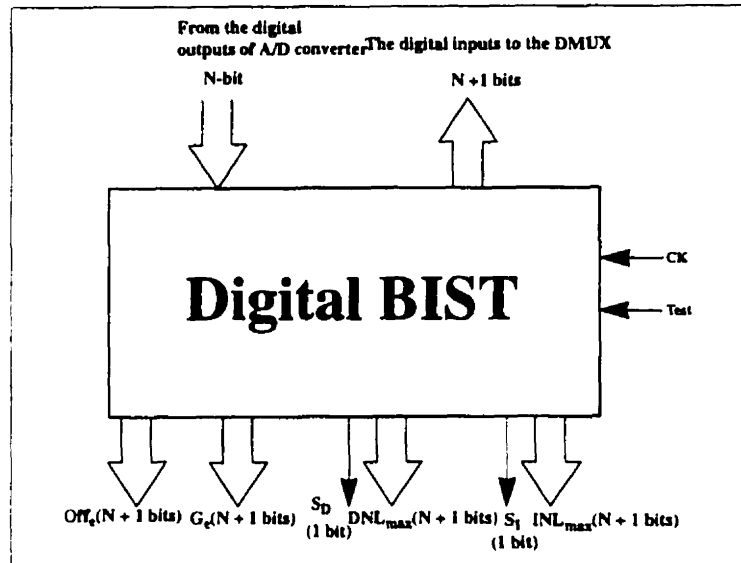 From the digital
outputs of A/D converter
The digital inputs to the DMUX
N-bit
N +1 bits
Digital BIST
CK
Test
Off_e(N + 1 bits)
G_e(N + 1 bits)
S_D
(1 bit)
DNL_max(N + 1 bits)
S_I
(1 bit)
INL_max(N + 1 bits)